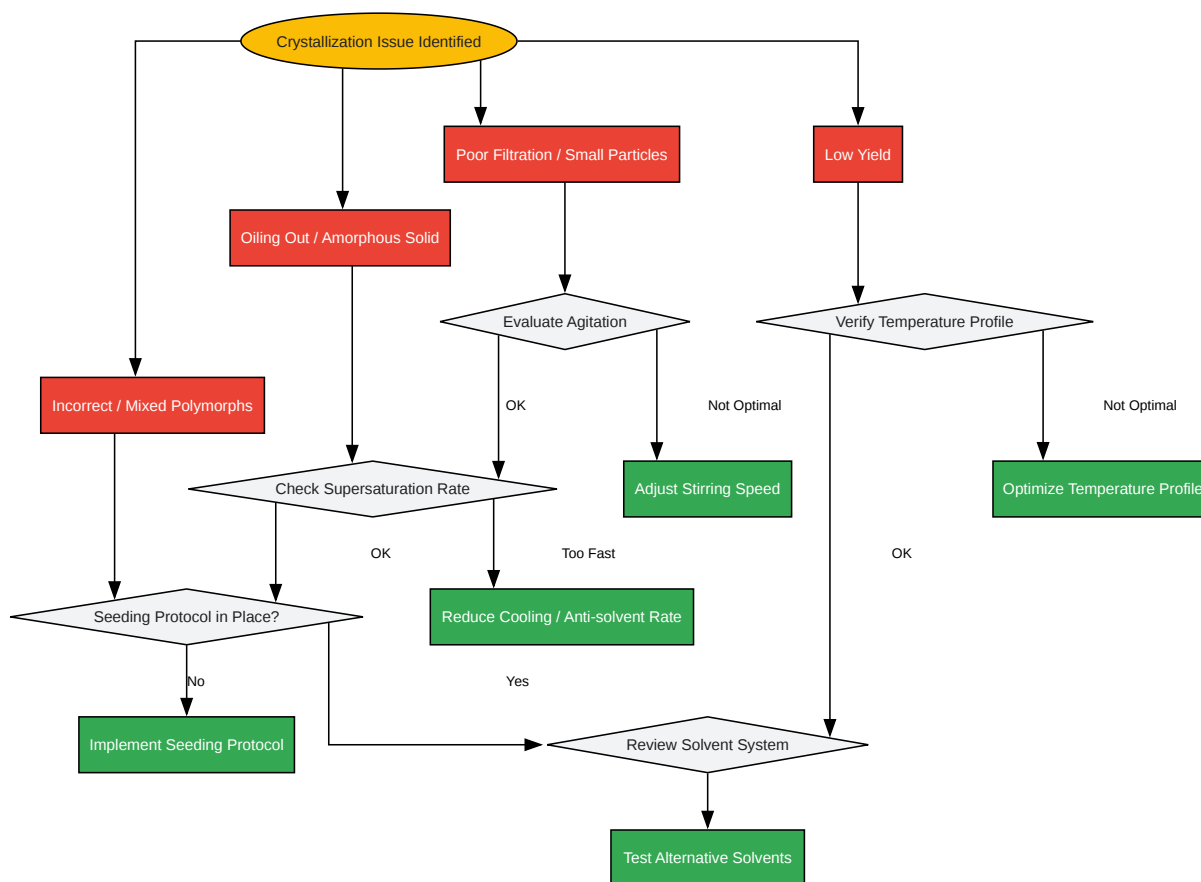 Crystallization Issue Identified
Poor Filtration / Small Particles
Low Yield
Oiling Out / Amorphous Solid
Evaluate Agitation
Verify Temperature Profile
Incorrect / Mixed Polymorphs
OK
Not Optimal
Not Optimal
Check Supersaturation Rate
Adjust Stirring Speed
Optimize Temperature Profile
OK
Too Fast
OK
Seeding Protocol in Place?
Reduce Cooling / Anti-solvent Rate
No
Yes
Implement Seeding Protocol
Review Solvent System
Test Alternative Solvents